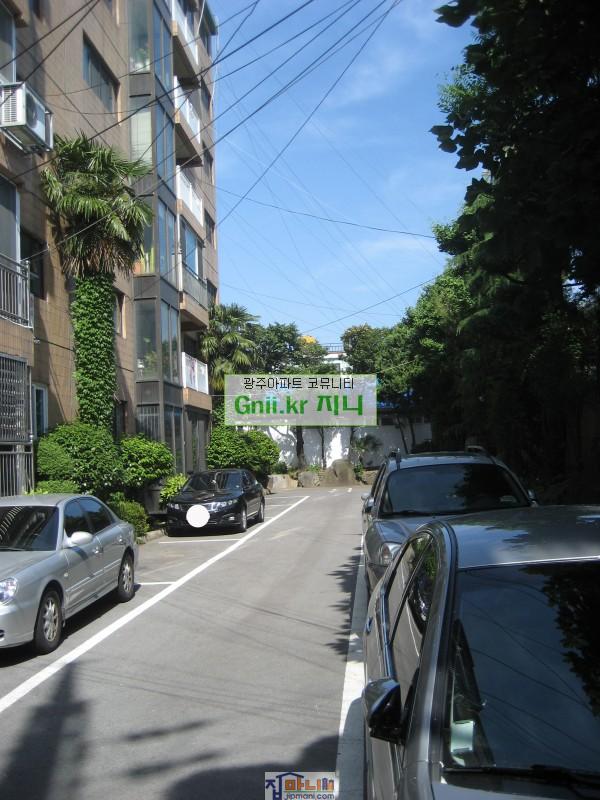 광주아파트 코뮤니티
Gnii.kr 지니
집마니
jipmani.com